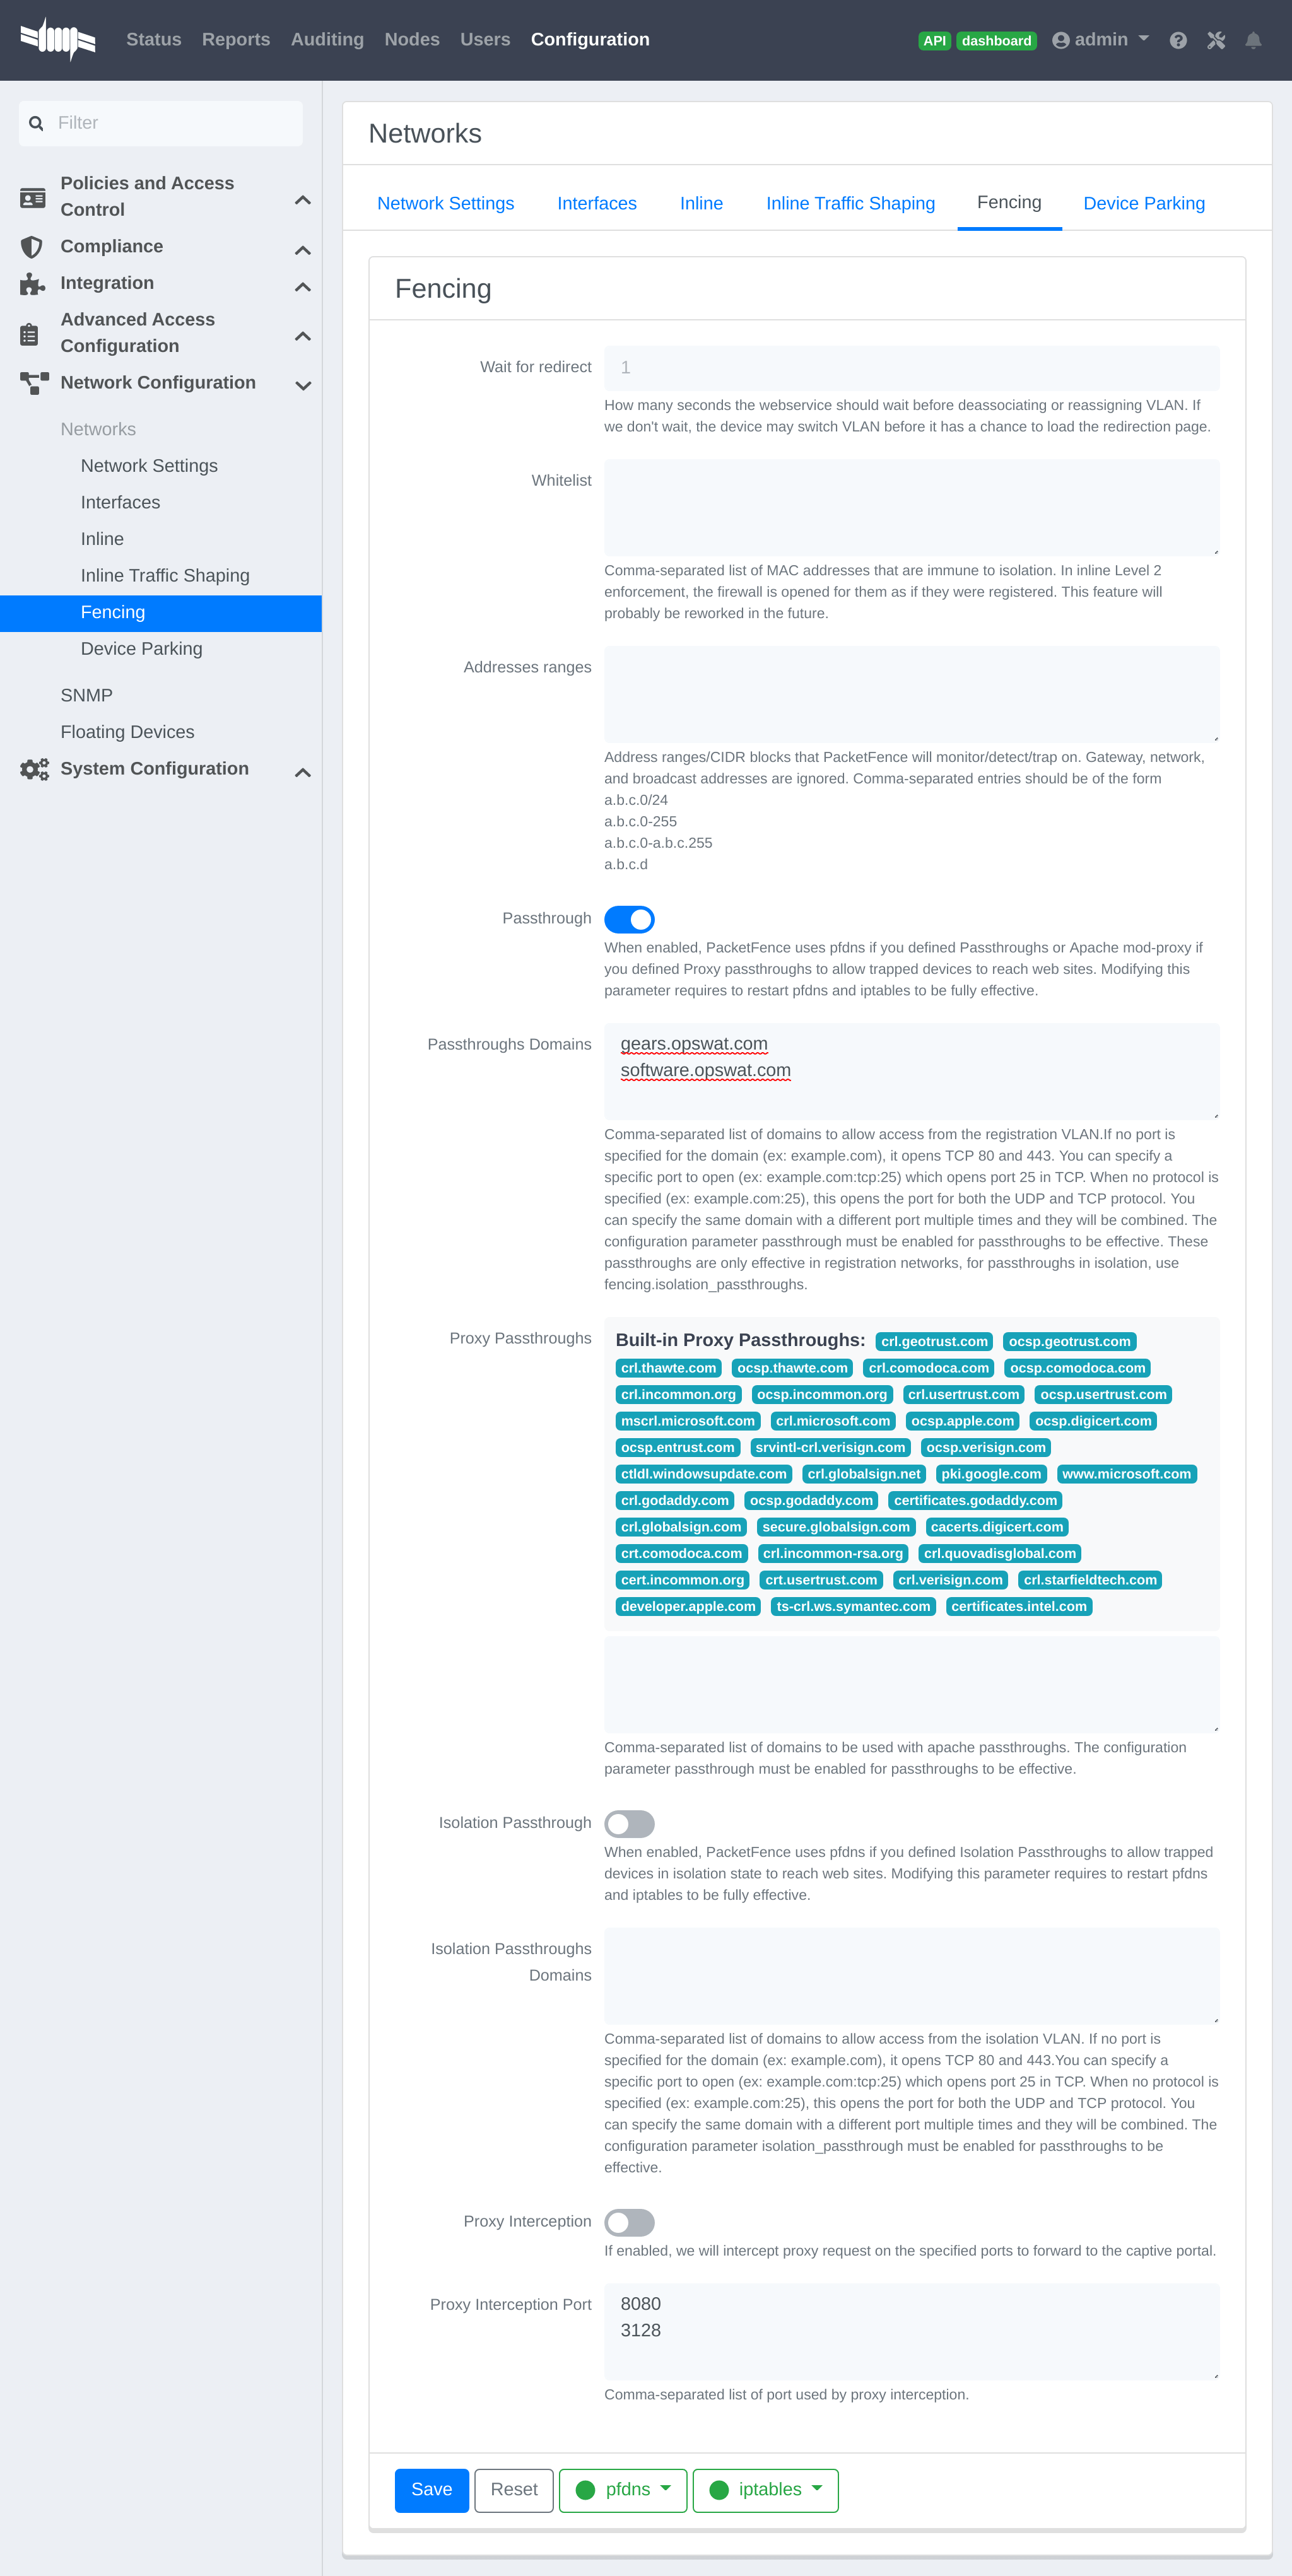 Status Reports Auditing Nodes Users Configuration API dashboard admin
Filter
Policies and Access
Control
Compliance
Integration
Advanced Access
Configuration
Network Configuration
Networks
Network Settings
Interfaces
Inline
Inline Traffic Shaping
Fencing
Device Parking
SNMP
Floating Devices
System Configuration
Networks
Network Settings Interfaces Inline Inline Traffic Shaping Fencing Device Parking
Fencing
Wait for redirect 1
How many seconds the webservice should wait before deassociating or reassigning VLAN. If
we don't wait, the device may switch VLAN before it has a chance to load the redirection page.
Whitelist
Comma-separated list of MAC addresses that are immune to isolation. In inline Level 2
enforcement, the firewall is opened for them as if they were registered. This feature will
probably be reworked in the future.
Addresses ranges
Address ranges/CIDR blocks that PacketFence will monitor/detect/trap on. Gateway, network,
and broadcast addresses are ignored. Comma-separated entries should be of the form
a.b.c.0/24
a.b.c.0-255
a.b.c.0-a.b.c.255
a.b.c.d
Passthrough
When enabled, PacketFence uses pfdns if you defined Passthroughs or Apache mod-proxy if
you defined Proxy passthroughs to allow trapped devices to reach web sites. Modifying this
parameter requires to restart pfdns and iptables to be fully effective.
Passthroughs Domains gears.opswat.com
software.opswat.com
Comma-separated list of domains to allow access from the registration VLAN.If no port is
specified for the domain (ex: example.com), it opens TCP 80 and 443. You can specify a
specific port to open (ex: example.com:tcp:25) which opens port 25 in TCP. When no protocol is
specified (ex: example.com:25), this opens the port for both the UDP and TCP protocol. You
can specify the same domain with a different port multiple times and they will be combined. The
configuration parameter passthrough must be enabled for passthroughs to be effective. These
passthroughs are only effective in registration networks, for passthroughs in isolation, use
fencing.isolation_passthroughs.
Proxy Passthroughs Built-in Proxy Passthroughs: crl.geotrust.com ocsp.geotrust.com
crl.thawte.com ocsp.thawte.com crl.comodoca.com ocsp.comodoca.com
crl.incommon.org ocsp.incommon.org crl.usertrust.com ocsp.usertrust.com
mscrl.microsoft.com crl.microsoft.com ocsp.apple.com ocsp.digicert.com
ocsp.entrust.com srvintl-crl.verisign.com ocsp.verisign.com
ctldl.windowsupdate.com crl.globalsign.net pki.google.com www.microsoft.com
crl.godaddy.com ocsp.godaddy.com certificates.godaddy.com
crl.globalsign.com secure.globalsign.com cacerts.digicert.com
crt.comodoca.com crl.incommon-rsa.org crl.quovadisglobal.com
cert.incommon.org crt.usertrust.com crl.verisign.com crl.starfieldtech.com
developer.apple.com ts-crl.ws.symantec.com certificates.intel.com
Comma-separated list of domains to be used with apache passthroughs. The configuration
parameter passthrough must be enabled for passthroughs to be effective.
Isolation Passthrough
When enabled, PacketFence uses pfdns if you defined Isolation Passthroughs to allow trapped
devices in isolation state to reach web sites. Modifying this parameter requires to restart pfdns
and iptables to be fully effective.
Isolation Passthroughs
Domains
Comma-separated list of domains to allow access from the isolation VLAN. If no port is
specified for the domain (ex: example.com), it opens TCP 80 and 443.You can specify a
specific port to open (ex: example.com:tcp:25) which opens port 25 in TCP. When no protocol is
specified (ex: example.com:25), this opens the port for both the UDP and TCP protocol. You
can specify the same domain with a different port multiple times and they will be combined. The
configuration parameter isolation_passthrough must be enabled for passthroughs to be
effective.
Proxy Interception
If enabled, we will intercept proxy request on the specified ports to forward to the captive portal.
Proxy Interception Port 8080
3128
Comma-separated list of port used by proxy interception.
Save Reset pfdns iptables